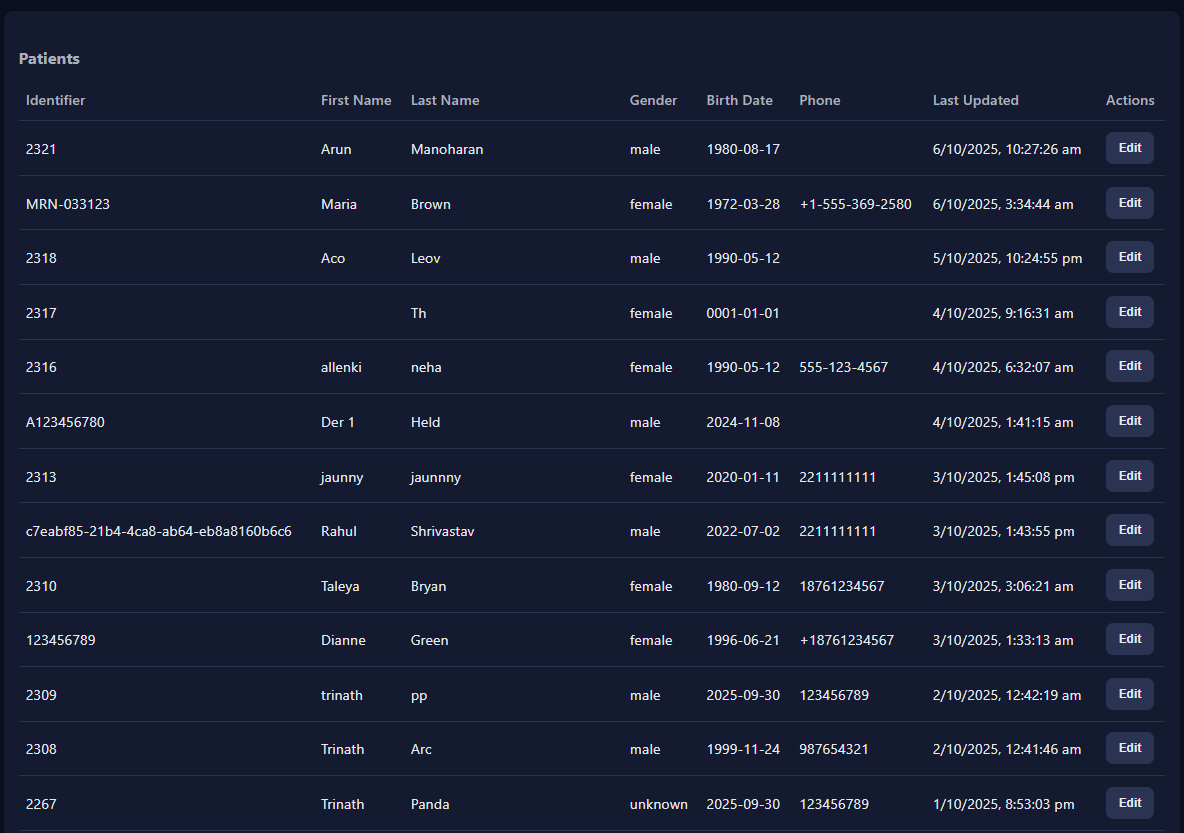 Patients
Identifier First Name Last Name Gender Birth Date Phone Last Updated Actions
2321 Arun Manoharan male 1980-08-17 6/10/2025, 10:27:26 am Edit
MRN-033123 Maria Brown female 1972-03-28 +1-555-369-2580 6/10/2025, 3:34:44 am Edit
2318 Aco Leov male 1990-05-12 5/10/2025, 10:24:55 pm Edit
2317 Th female 0001-01-01 4/10/2025, 9:16:31 am Edit
2316 allenki neha female 1990-05-12 555-123-4567 4/10/2025, 6:32:07 am Edit
A123456780 Der 1 Held male 2024-11-08 4/10/2025, 1:41:15 am Edit
2313 jaunny jaunnny female 2020-01-11 2211111111 3/10/2025, 1:45:08 pm Edit
c7eabf85-21b4-4ca8-ab64-eb8a8160b6c6 Rahul Shrivastav male 2022-07-02 2211111111 3/10/2025, 1:43:55 pm Edit
2310 Taleya Bryan female 1980-09-12 18761234567 3/10/2025, 3:06:21 am Edit
123456789 Dianne Green female 1996-06-21 +18761234567 3/10/2025, 1:33:13 am Edit
2309 trinath pp male 2025-09-30 123456789 2/10/2025, 12:42:19 am Edit
2308 Trinath Arc male 1999-11-24 987654321 2/10/2025, 12:41:46 am Edit
2267 Trinath Panda unknown 2025-09-30 123456789 1/10/2025, 8:53:03 pm Edit